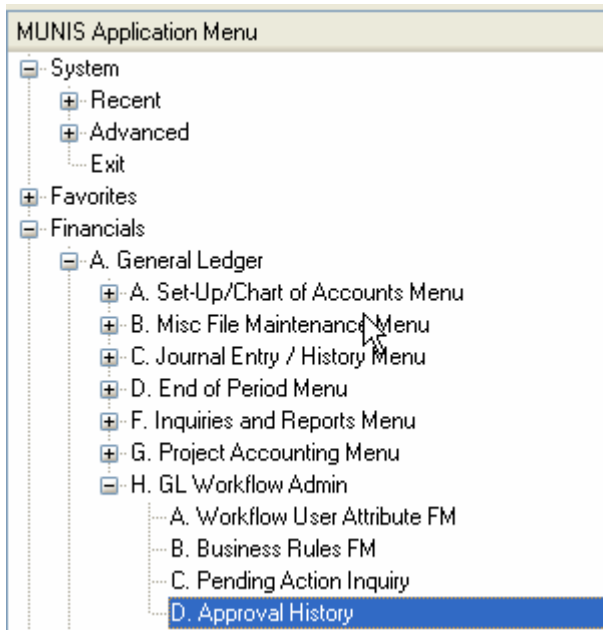 MUNIS Application Menu
System
Recent
Advanced
Exit
Favorites
Financials
A. General Ledger
A. Set-Up/Chart of Accounts Menu
B. Misc File Maintenance Menu
C. Journal Entry / History Menu
D. End of Period Menu
F. Inquiries and Reports Menu
G. Project Accounting Menu
H. GL Workflow Admin
A. Workflow User Attribute FM
B. Business Rules FM
C. Pending Action Inquiry
D. Approval History